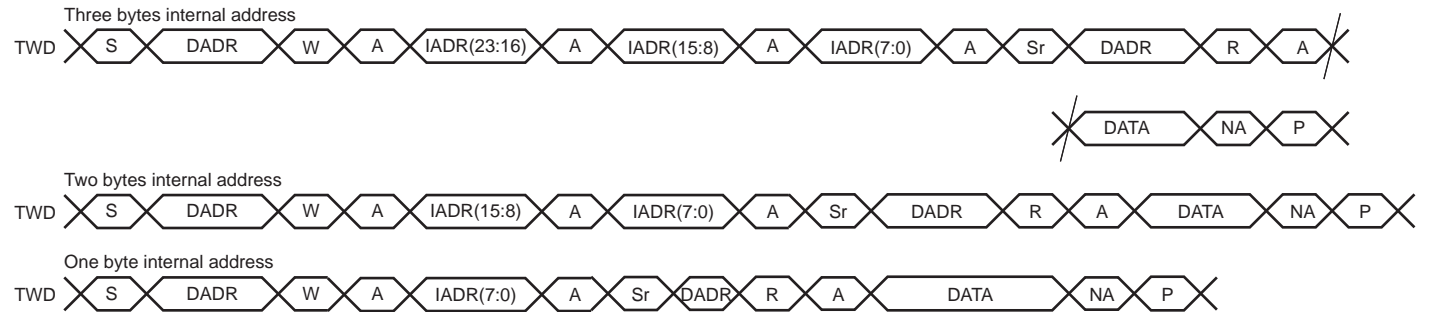 Three bytes internal address
TWD S DADR W A IADR(23:16) A IADR(15:8) A IADR(7:0) A Sr DADR R A
DATA NA P
Two bytes internal address
TWD S DADR W A IADR(15:8) A IADR(7:0) A Sr DADR R A DATA NA P
One byte internal address
TWD S DADR W A IADR(7:0) A Sr DADR R A DATA NA P